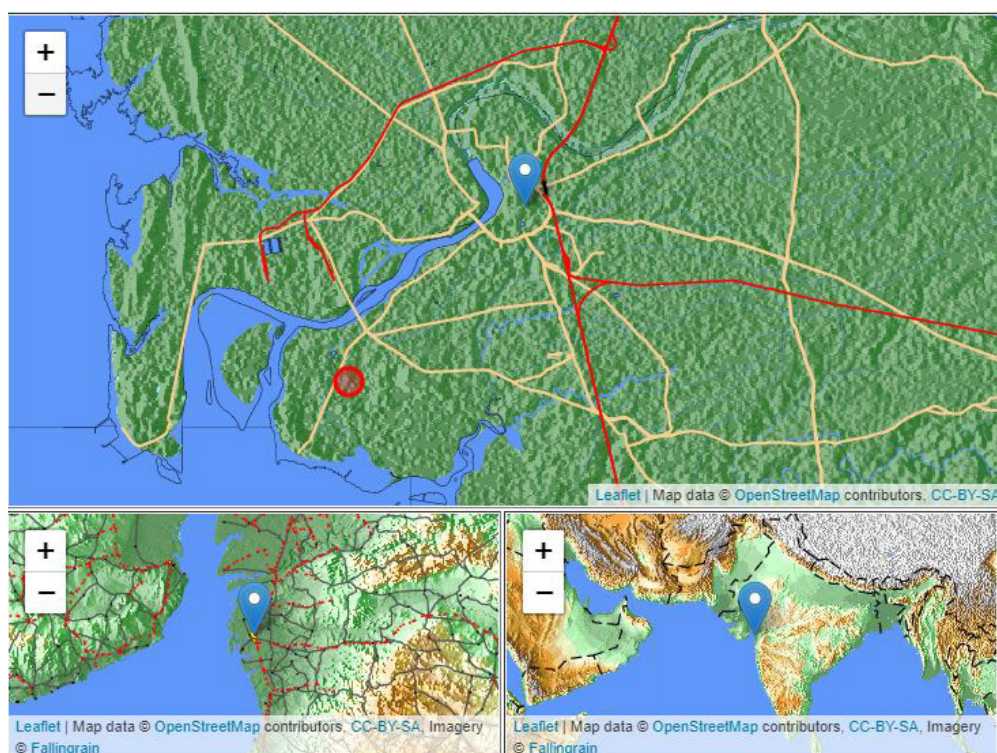 +
−
Leaflet | Map data © OpenStreetMap contributors, CC-BY-SA
+
−
Leaflet | Map data © OpenStreetMap contributors, CC-BY-SA, Imagery
© Fallingrain
+
−
Leaflet | Map data © OpenStreetMap contributors, CC-BY-SA, Imagery
© Fallingrain